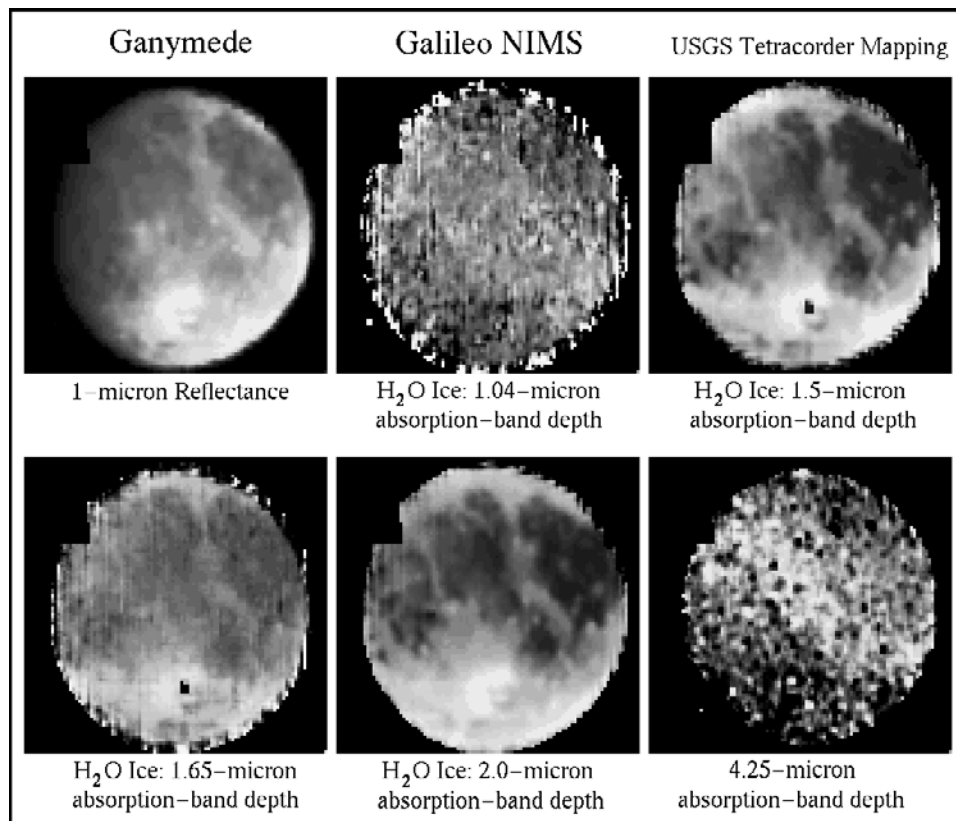 Ganymede
Galileo NIMS
USGS Tetracorder Mapping
1-micron Reflectance
H2O Ice: 1.04-micron
absorption-band depth
H2O Ice: 1.5-micron
absorption-band depth
H2O Ice: 1.65-micron
absorption-band depth
H2O Ice: 2.0-micron
absorption-band depth
4.25-micron
absorption-band depth